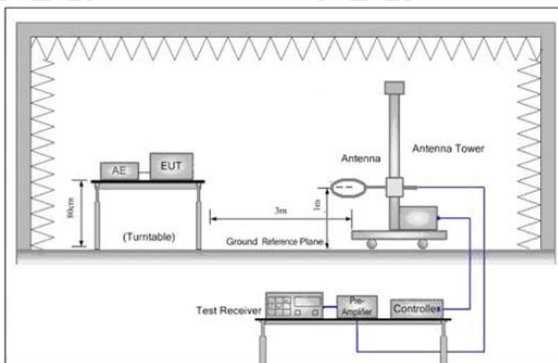 Antenna
Antenna Tower
AE
EUT
80cm
(Turntable)
3m
1m
Ground Reference Plane
Test Receiver
Pre-
Amplifier
Controller